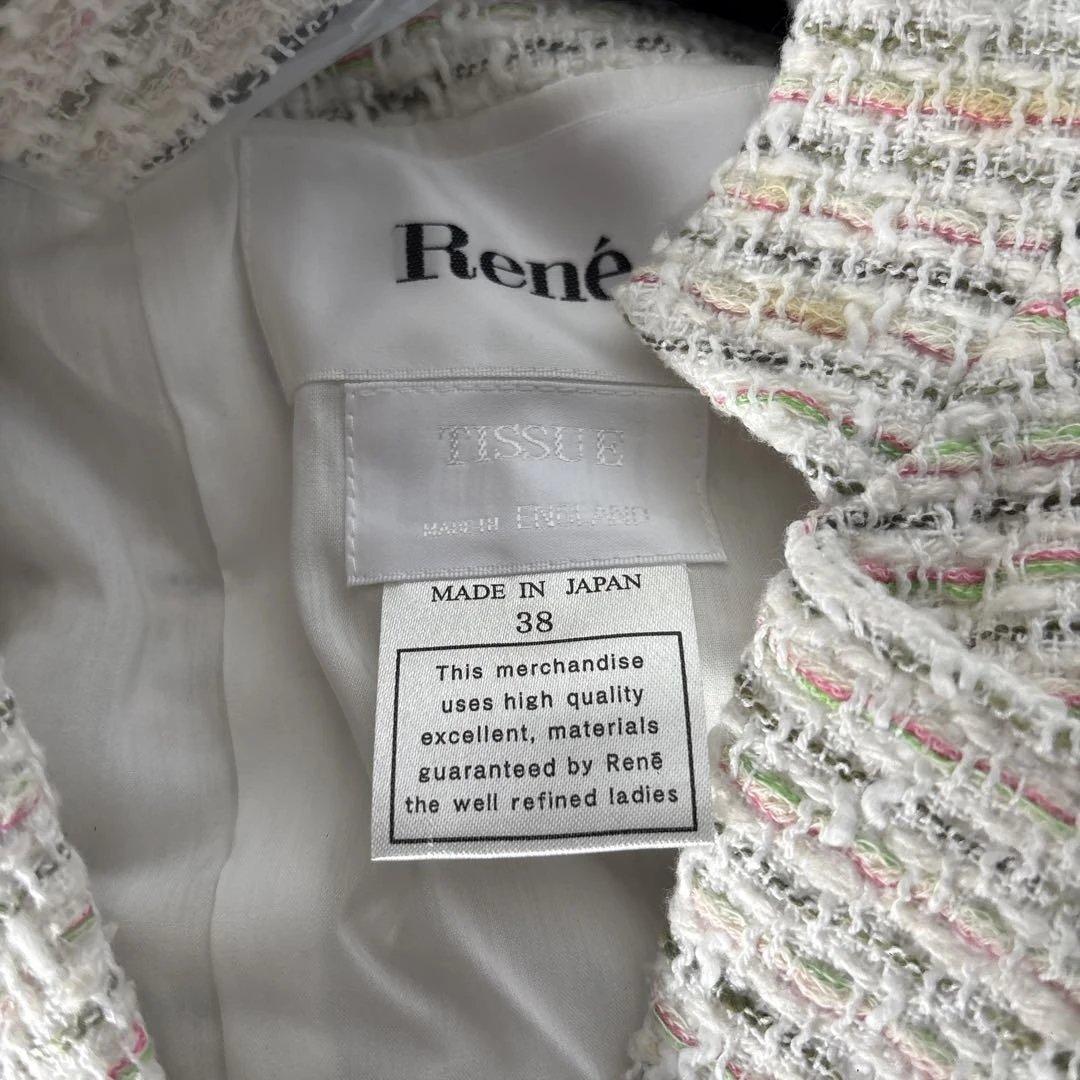 René
TISSUE
MADE IN ENGLAND
MADE IN JAPAN
38
This merchandise
uses high quality
excellent, materials
guaranteed by Renē
the well refined ladies